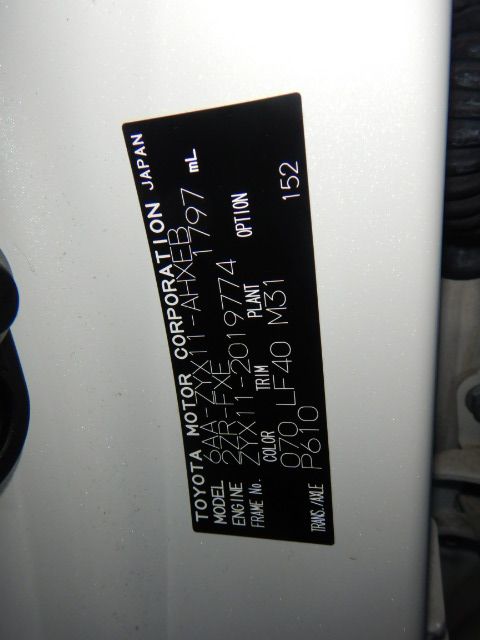 TOYOTA MOTOR CORPORATION JAPAN
MODEL 6AA-ZYX11-AHXEB
ENGINE 2ZR-FXE 1797 mL
FRAME No. ZYX11-2019774
COLOR TRIM PLANT OPTION
070 LF40 M31
TRANS./AXLE P610 152